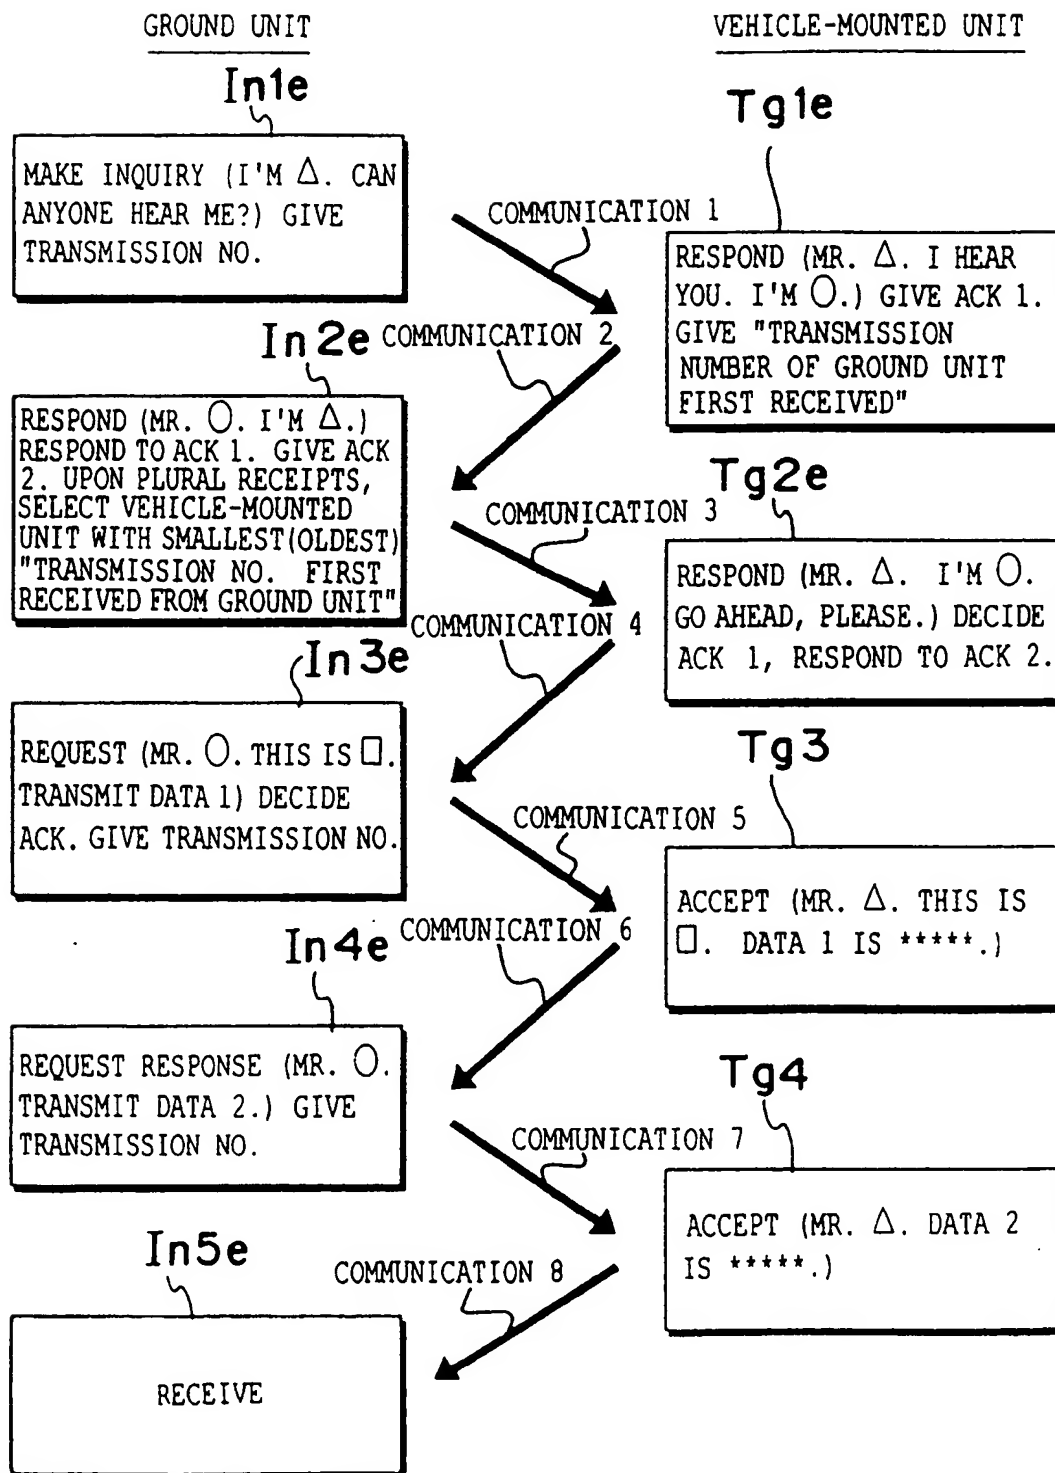 GROUND UNIT
VEHICLE-MOUNTED UNIT
In1e
MAKE INQUIRY (I'M △. CAN
ANYONE HEAR ME?) GIVE
TRANSMISSION NO.
COMMUNICATION 1
Tg1e
RESPOND (MR. △. I HEAR
YOU. I'M ○.) GIVE ACK 1.
GIVE "TRANSMISSION
NUMBER OF GROUND UNIT
FIRST RECEIVED"
COMMUNICATION 2
In2e
RESPOND (MR. ○. I'M △.)
RESPOND TO ACK 1. GIVE ACK
2. UPON PLURAL RECEIPTS,
SELECT VEHICLE-MOUNTED
UNIT WITH SMALLEST(OLDEST)
"TRANSMISSION NO. FIRST
RECEIVED FROM GROUND UNIT"
COMMUNICATION 3
Tg2e
RESPOND (MR. △. I'M ○.
GO AHEAD, PLEASE.) DECIDE
ACK 1, RESPOND TO ACK 2.
COMMUNICATION 4
In3e
REQUEST (MR. ○. THIS IS □.
TRANSMIT DATA 1) DECIDE
ACK. GIVE TRANSMISSION NO.
COMMUNICATION 5
Tg3
ACCEPT (MR. △. THIS IS
□. DATA 1 IS *****.)
COMMUNICATION 6
In4e
REQUEST RESPONSE (MR. ○.
TRANSMIT DATA 2.) GIVE
TRANSMISSION NO.
COMMUNICATION 7
Tg4
ACCEPT (MR. △. DATA 2
IS *****.)
COMMUNICATION 8
In5e
RECEIVE